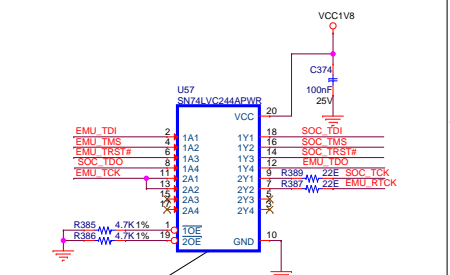 VCC1V8
C374
100nF
25V
U57
SN74LVC244APWR
VCC 20
EMU_TDI 2 1A1 1Y1 18 SOC_TDI
EMU_TMS 4 1A2 1Y2 16 SOC_TMS
EMU_TRST# 6 1A3 1Y3 14 SOC_TRST#
SOC_TDO 8 1A4 1Y4 12 EMU_TDO
EMU_TCK 11 2A1 2Y1 9 R389 22E SOC_TCK
13 2A2 2Y2 7 R387 22E EMU_RTCK
15 2A3 2Y3 5
2A4 2Y4 3
R385 4.7K 1% 1 1OE
R386 4.7K 1% 19 2OE GND 10